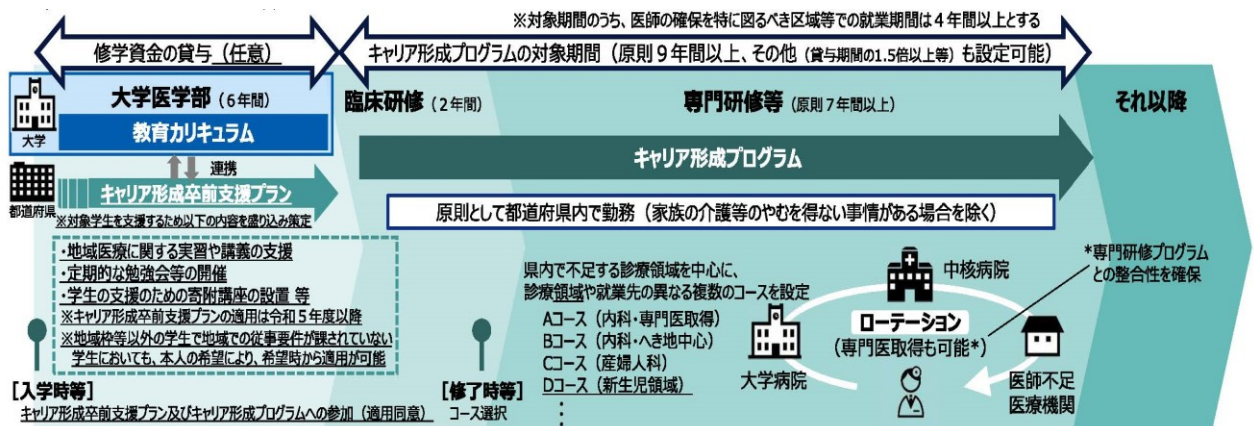 ※対象期間のうち、医師の確保を特に図るべき区域等での就業期間は４年間以上とする
修学資金の貸与（任意）
キャリア形成プログラムの対象期間（原則９年間以上、その他（貸与期間の1.5倍以上等）も設定可能）
大学
大学医学部（６年間）
教育カリキュラム
臨床研修（２年間）
専門研修等（原則７年間以上）
それ以降
連携
キャリア形成プログラム
都道府県
キャリア形成卒前支援プラン
※対象学生を支援するため以下の内容を盛り込み策定
原則として都道府県内で勤務（家族の介護等のやむを得ない事情がある場合を除く）
・地域医療に関する実習や講義の支援
・定期的な勉強会等の開催
・学生の支援のための寄附講座の設置 等
※キャリア形成卒前支援プランの適用は令和５年度以降
※地域枠等以外の学生で地域での従事要件が課されていない
学生においても、本人の希望により、希望時から適用が可能
[入学時等]
キャリア形成卒前支援プラン及びキャリア形成プログラムへの参加（適用同意）
[修了時等]
コース選択
県内で不足する診療領域を中心に、
診療領域や就業先の異なる複数のコースを設定
Aコース（内科・専門医取得）
Bコース（内科・へき地中心）
Cコース（産婦人科）
Dコース（新生児領域）
⋮
中核病院
*専門研修プログラム
との整合性を確保
ローテーション
（専門医取得も可能*）
大学病院
医師不足
医療機関